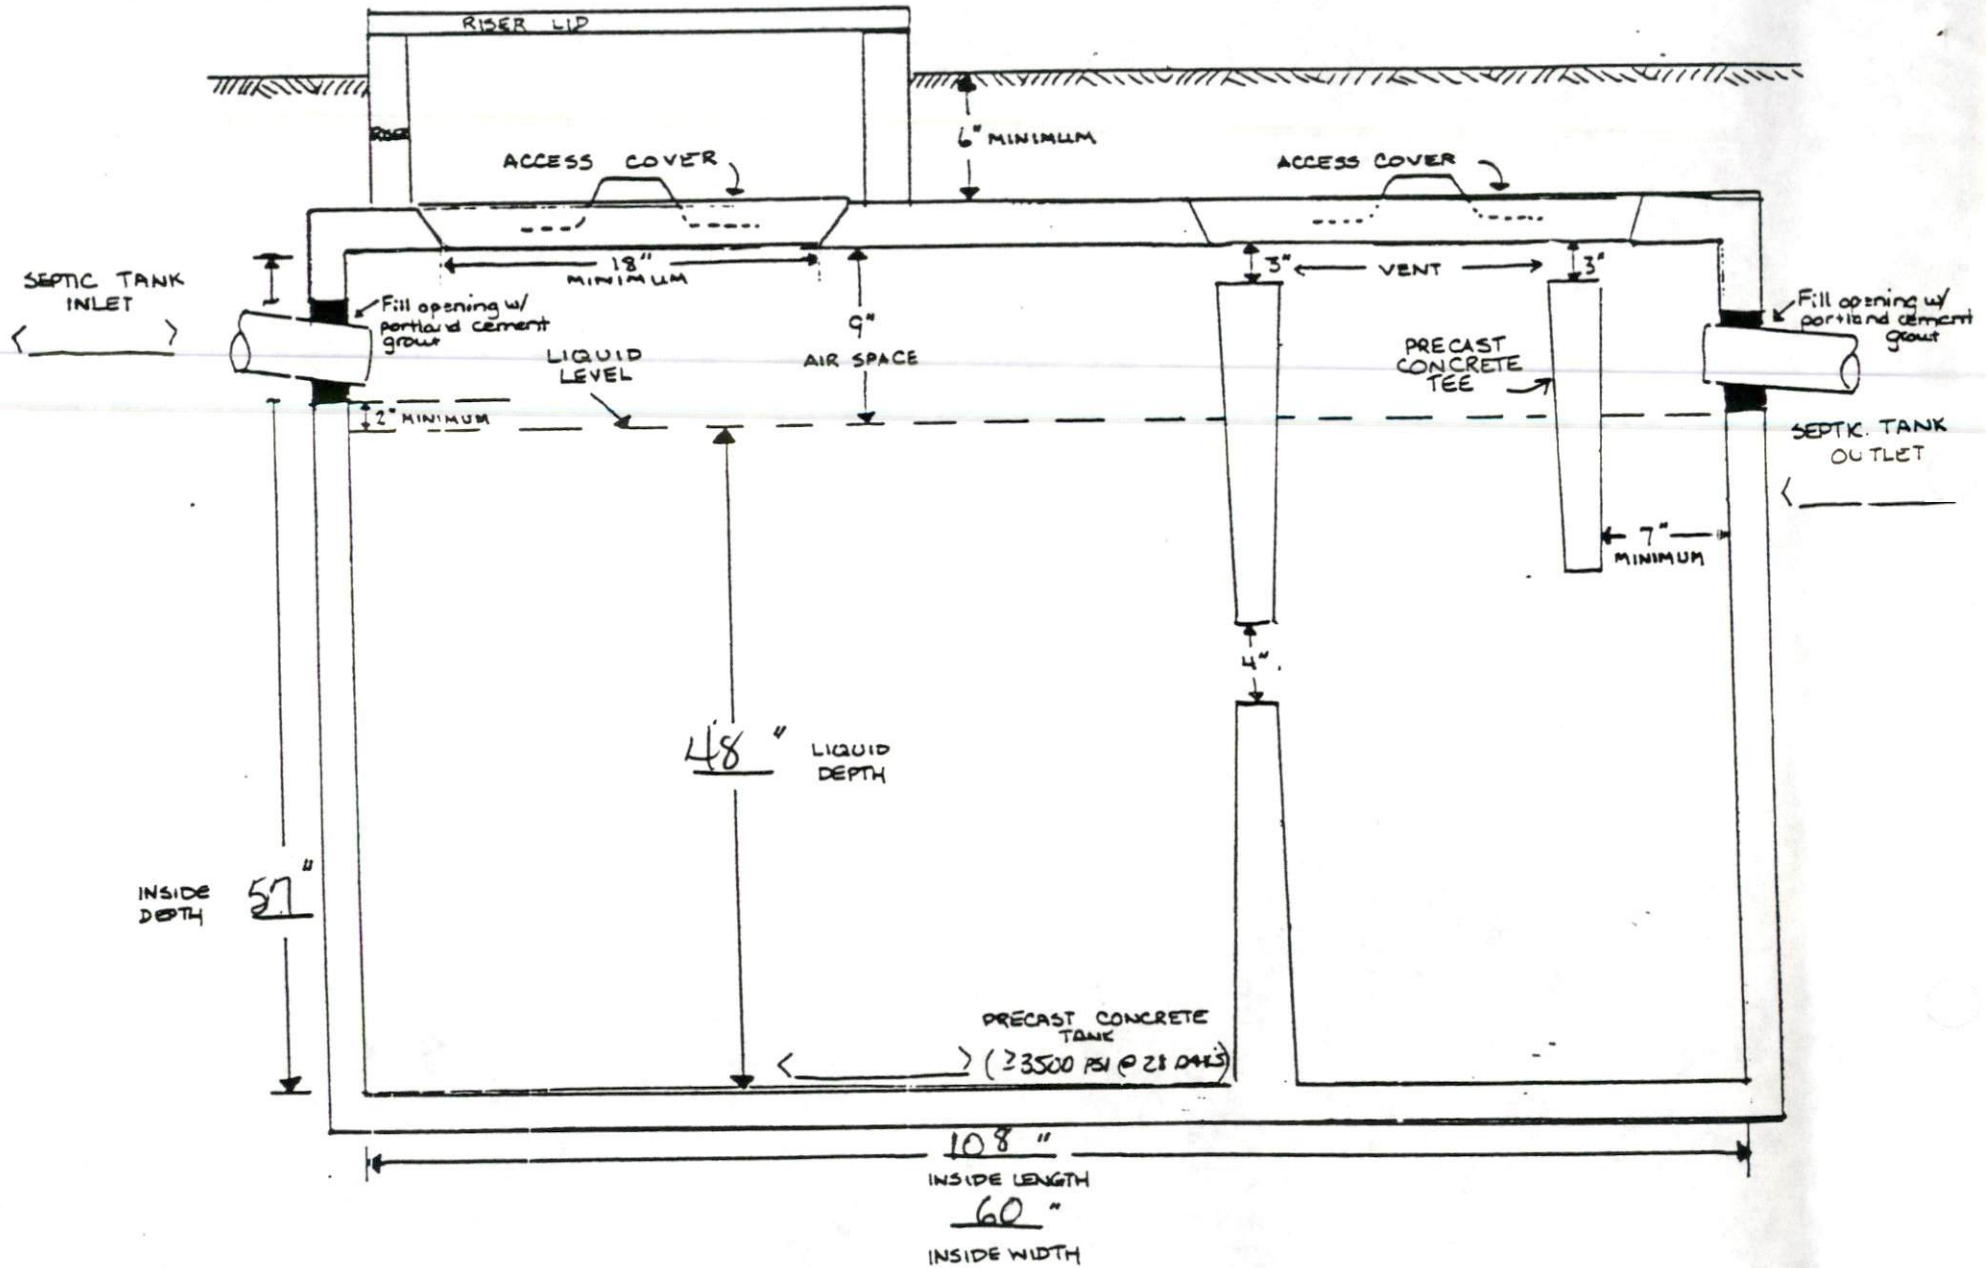 RISER LID
RISER
6" MINIMUM
ACCESS COVER
ACCESS COVER
SEPTIC TANK
INLET
18"
MINIMUM
3"
VENT
3"
Fill opening w/
portland cement
grout
Fill opening w/
portland cement
grout
9"
AIR SPACE
LIQUID
LEVEL
PRECAST
CONCRETE
TEE
2" MINIMUM
SEPTIC TANK
OUTLET
7"
MINIMUM
4"
48" LIQUID
DEPTH
INSIDE
DEPTH
57"
PRECAST CONCRETE
TANK
(≥3500 PSI @ 28 DAYS)
108"
INSIDE LENGTH
60"
INSIDE WIDTH